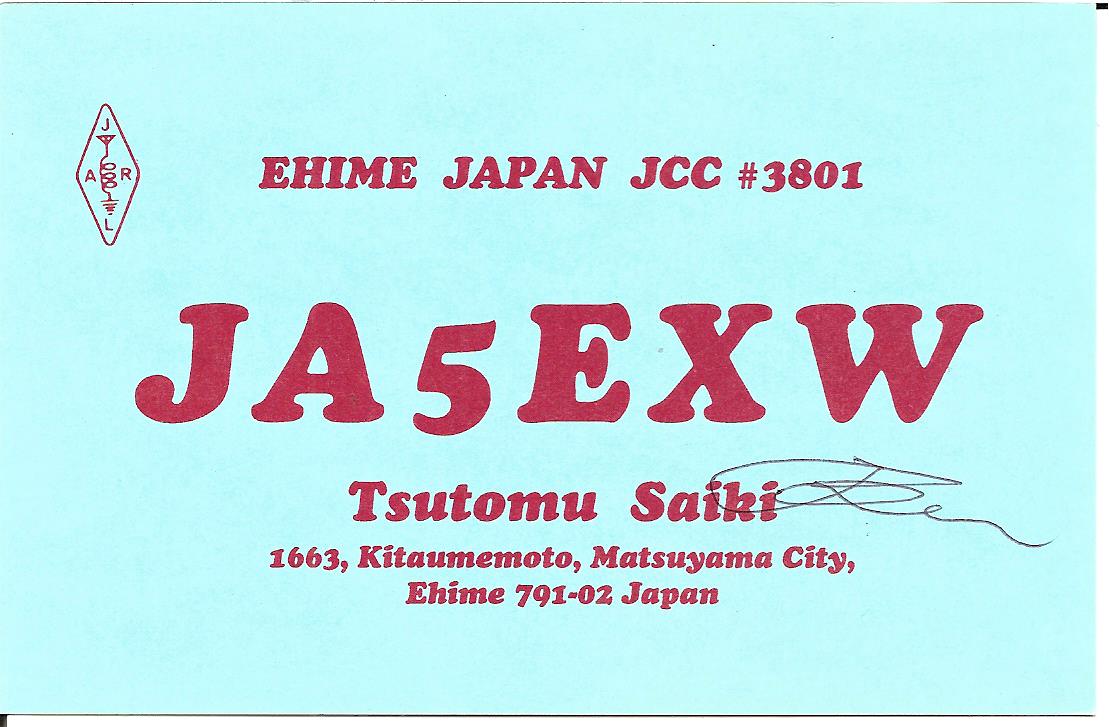 J
A R
L
EHIME JAPAN JCC #3801
JA5EXW
Tsutomu Saiki
1663, Kitaumemoto, Matsuyama City,
Ehime 791-02 Japan